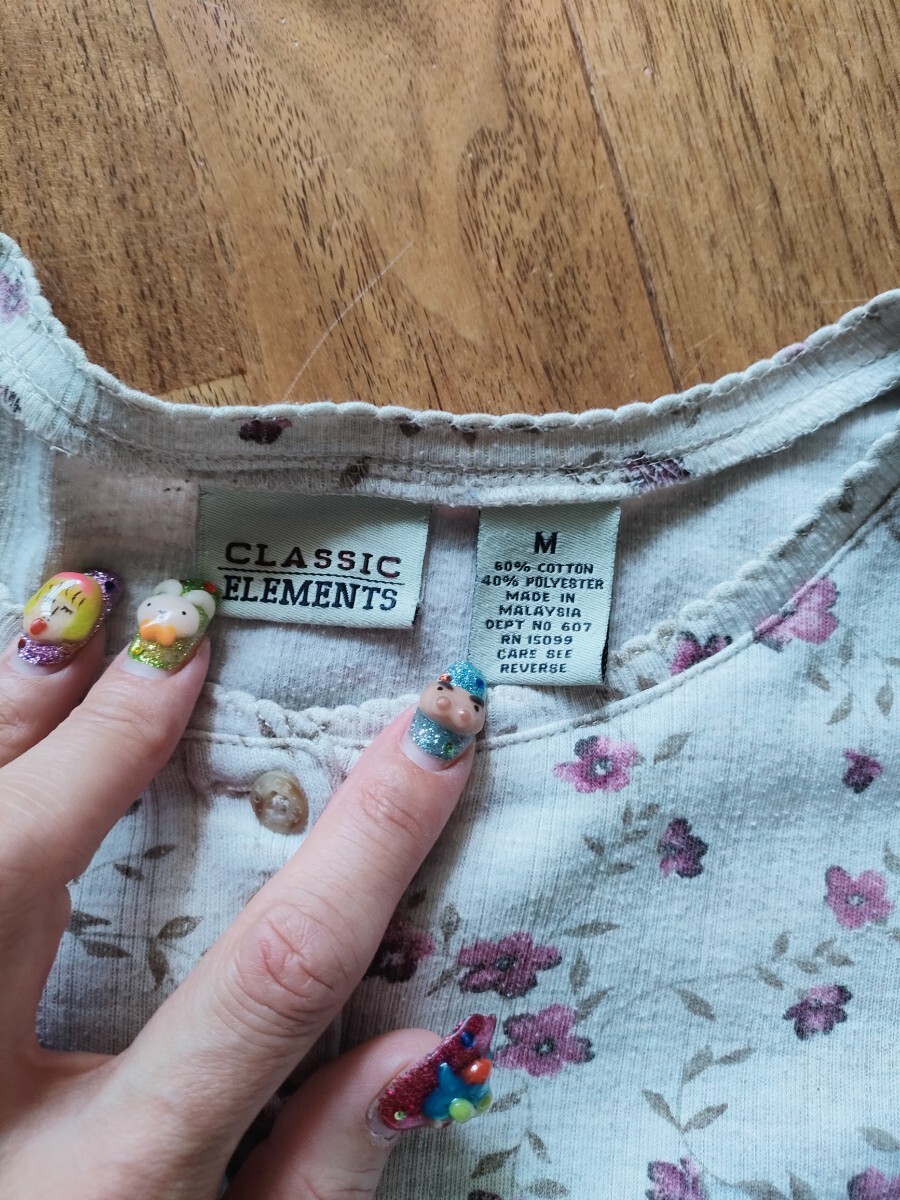 CLASSIC
ELEMENTS
M
60% COTTON
40% POLYESTER
MADE IN
MALAYSIA
DEPT NO 607
RN 15099
CARE SEE
REVERSE